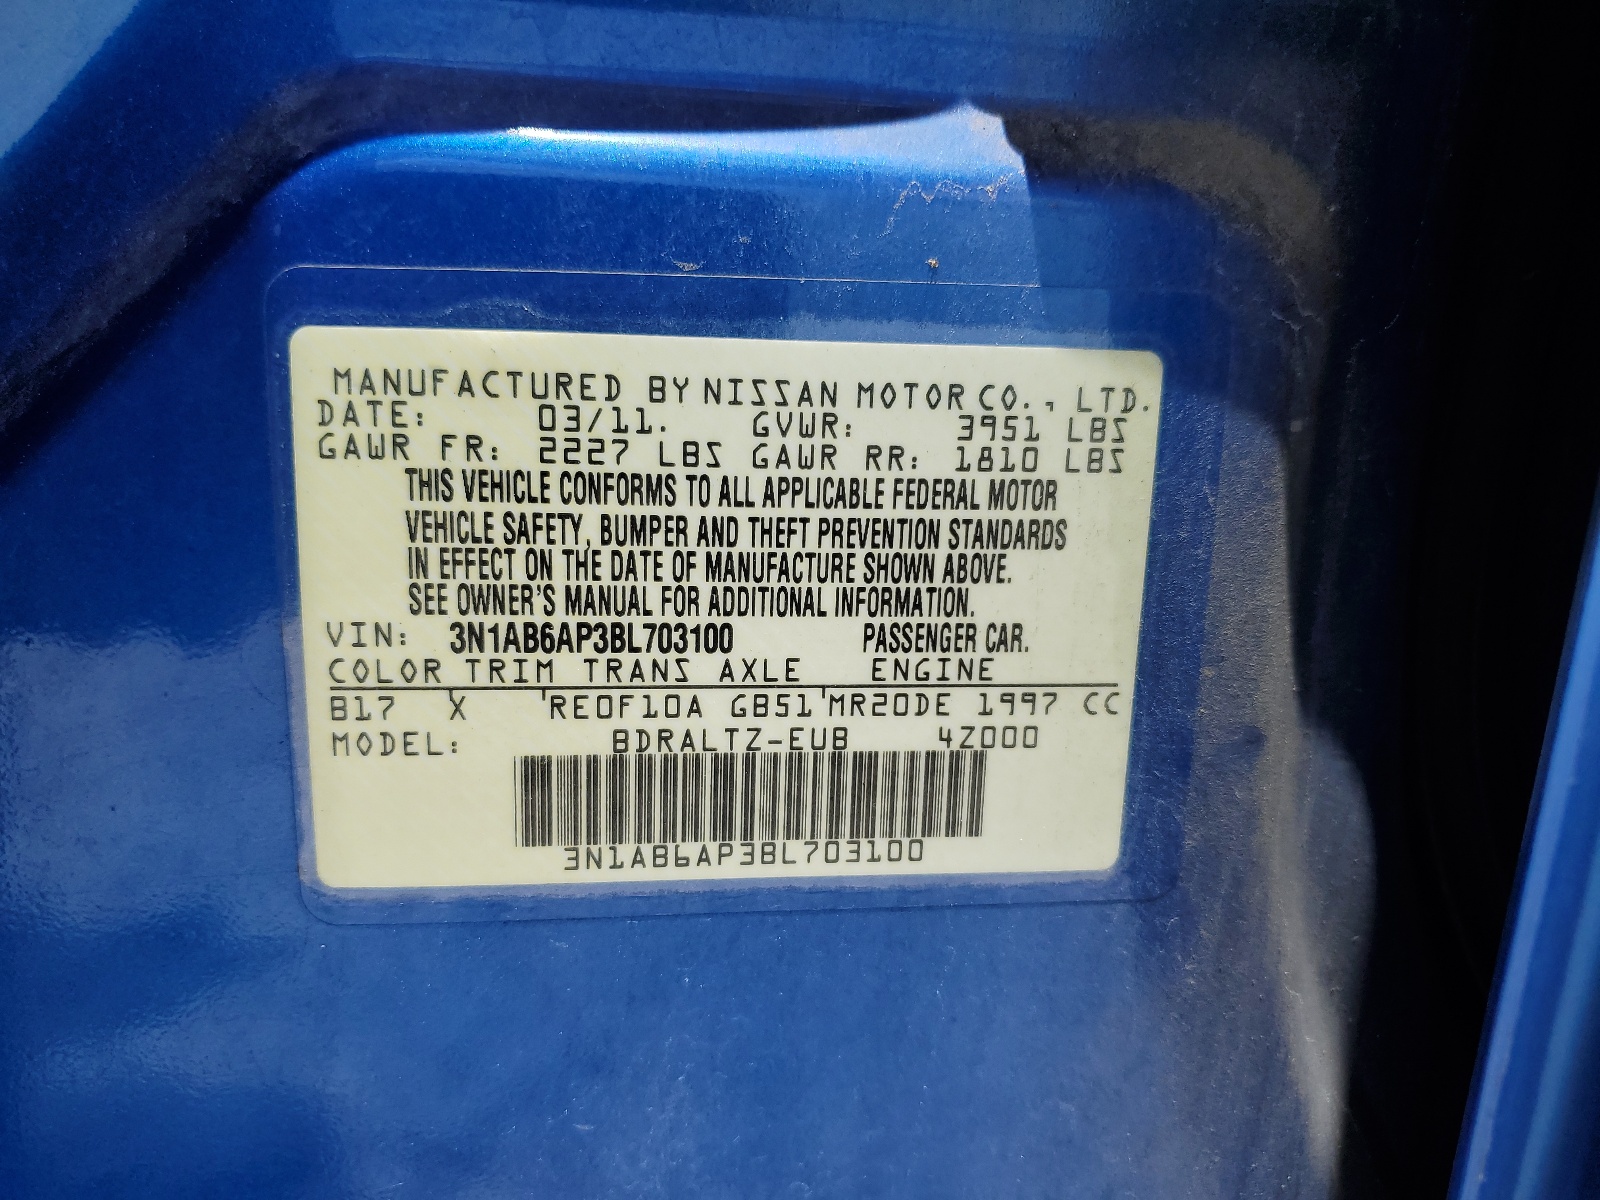 MANUFACTURED BY NISSAN MOTOR CO., LTD.
DATE: 03/11. GVWR: 3951 LBS
GAWR FR: 2227 LBS GAWR RR: 1810 LBS
THIS VEHICLE CONFORMS TO ALL APPLICABLE FEDERAL MOTOR
VEHICLE SAFETY, BUMPER AND THEFT PREVENTION STANDARDS
IN EFFECT ON THE DATE OF MANUFACTURE SHOWN ABOVE.
SEE OWNER'S MANUAL FOR ADDITIONAL INFORMATION.
VIN: 3N1AB6AP3BL703100 PASSENGER CAR.
COLOR TRIM TRANS AXLE ENGINE
B17 X RE0F10A GB51 MR20DE 1997 CC
MODEL: BDRALTZ-EUB 4Z000
3N1AB6AP3BL703100